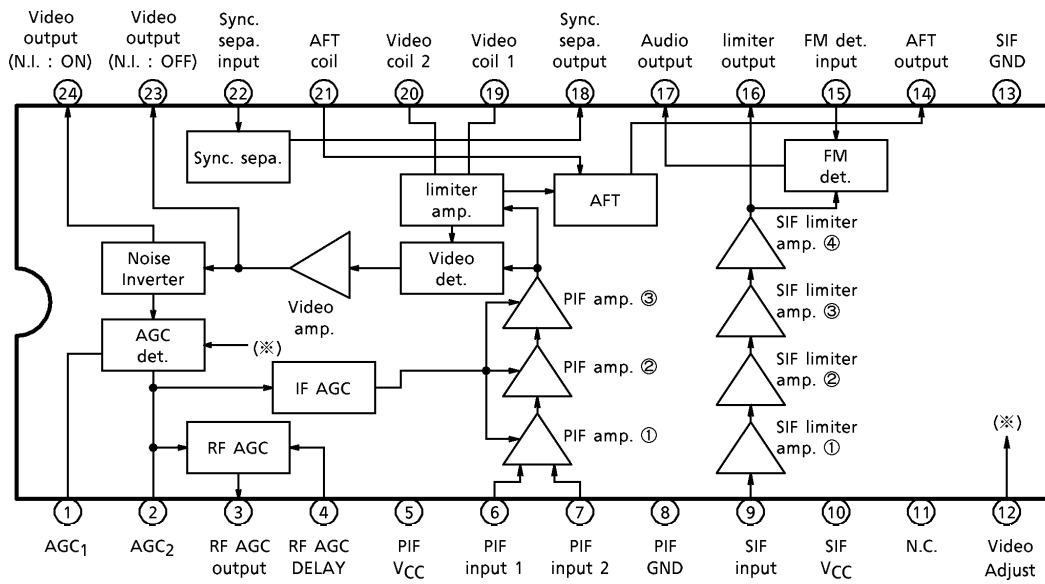 Video
output
(N.I. : ON)
Video
output
(N.I. : OFF)
Sync.
sepa.
input
AFT
coil
Video
coil 2
Video
coil 1
Sync.
sepa.
output
Audio
output
limiter
output
FM det.
input
AFT
output
SIF
GND
24
23
22
21
20
19
18
17
16
15
14
13
Sync. sepa.
limiter
amp.
AFT
FM
det.
Noise
Inverter
Video
amp.
Video
det.
SIF limiter
amp. ④
PIF amp. ③
SIF limiter
amp. ③
AGC
det.
(※)
IF AGC
PIF amp. ②
SIF limiter
amp. ②
RF AGC
PIF amp. ①
SIF limiter
amp. ①
(※)
1
2
3
4
5
6
7
8
9
10
11
12
AGC1
AGC2
RF AGC
output
RF AGC
DELAY
PIF
VCC
PIF
input 1
PIF
input 2
PIF
GND
SIF
input
SIF
VCC
N.C.
Video
Adjust